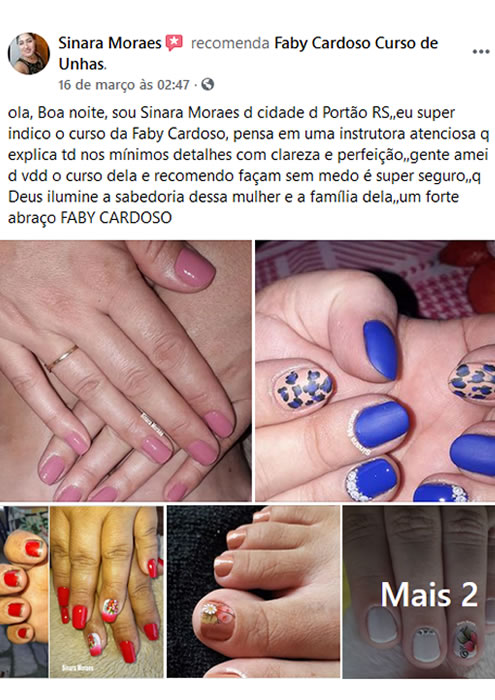 Sinara Moraes recomenda Faby Cardoso Curso de
Unhas.
16 de março às 02:47 ·
ola, Boa noite, sou Sinara Moraes d cidade d Portão RS,,eu super
indico o curso da Faby Cardoso, pensa em uma instrutora atenciosa q
explica td nos mínimos detalhes com clareza e perfeição,,gente amei
d vdd o curso dela e recomendo façam sem medo é super seguro,,q
Deus ilumine a sabedoria dessa mulher e a família dela,,um forte
abraço FABY CARDOSO
Sinara Moraes
Sinara Moraes
Sinara Moraes
Mais 2